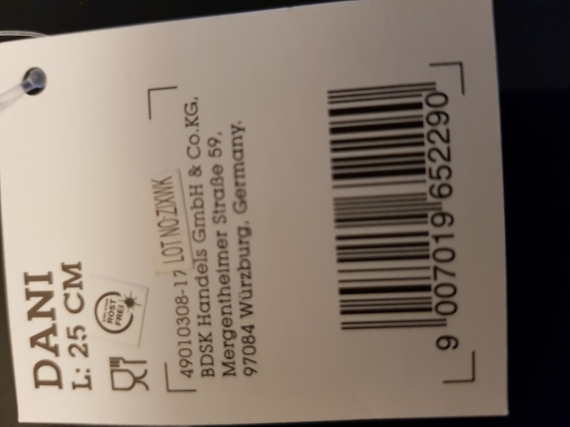 DANI
L: 25 CM
ROST
FREI
49010308-17 LOT NO:ZIXWK
BDSK Handels GmbH & Co.KG,
Mergentheimer Straße 59,
97084 Würzburg, Germany.
9 007019 652290